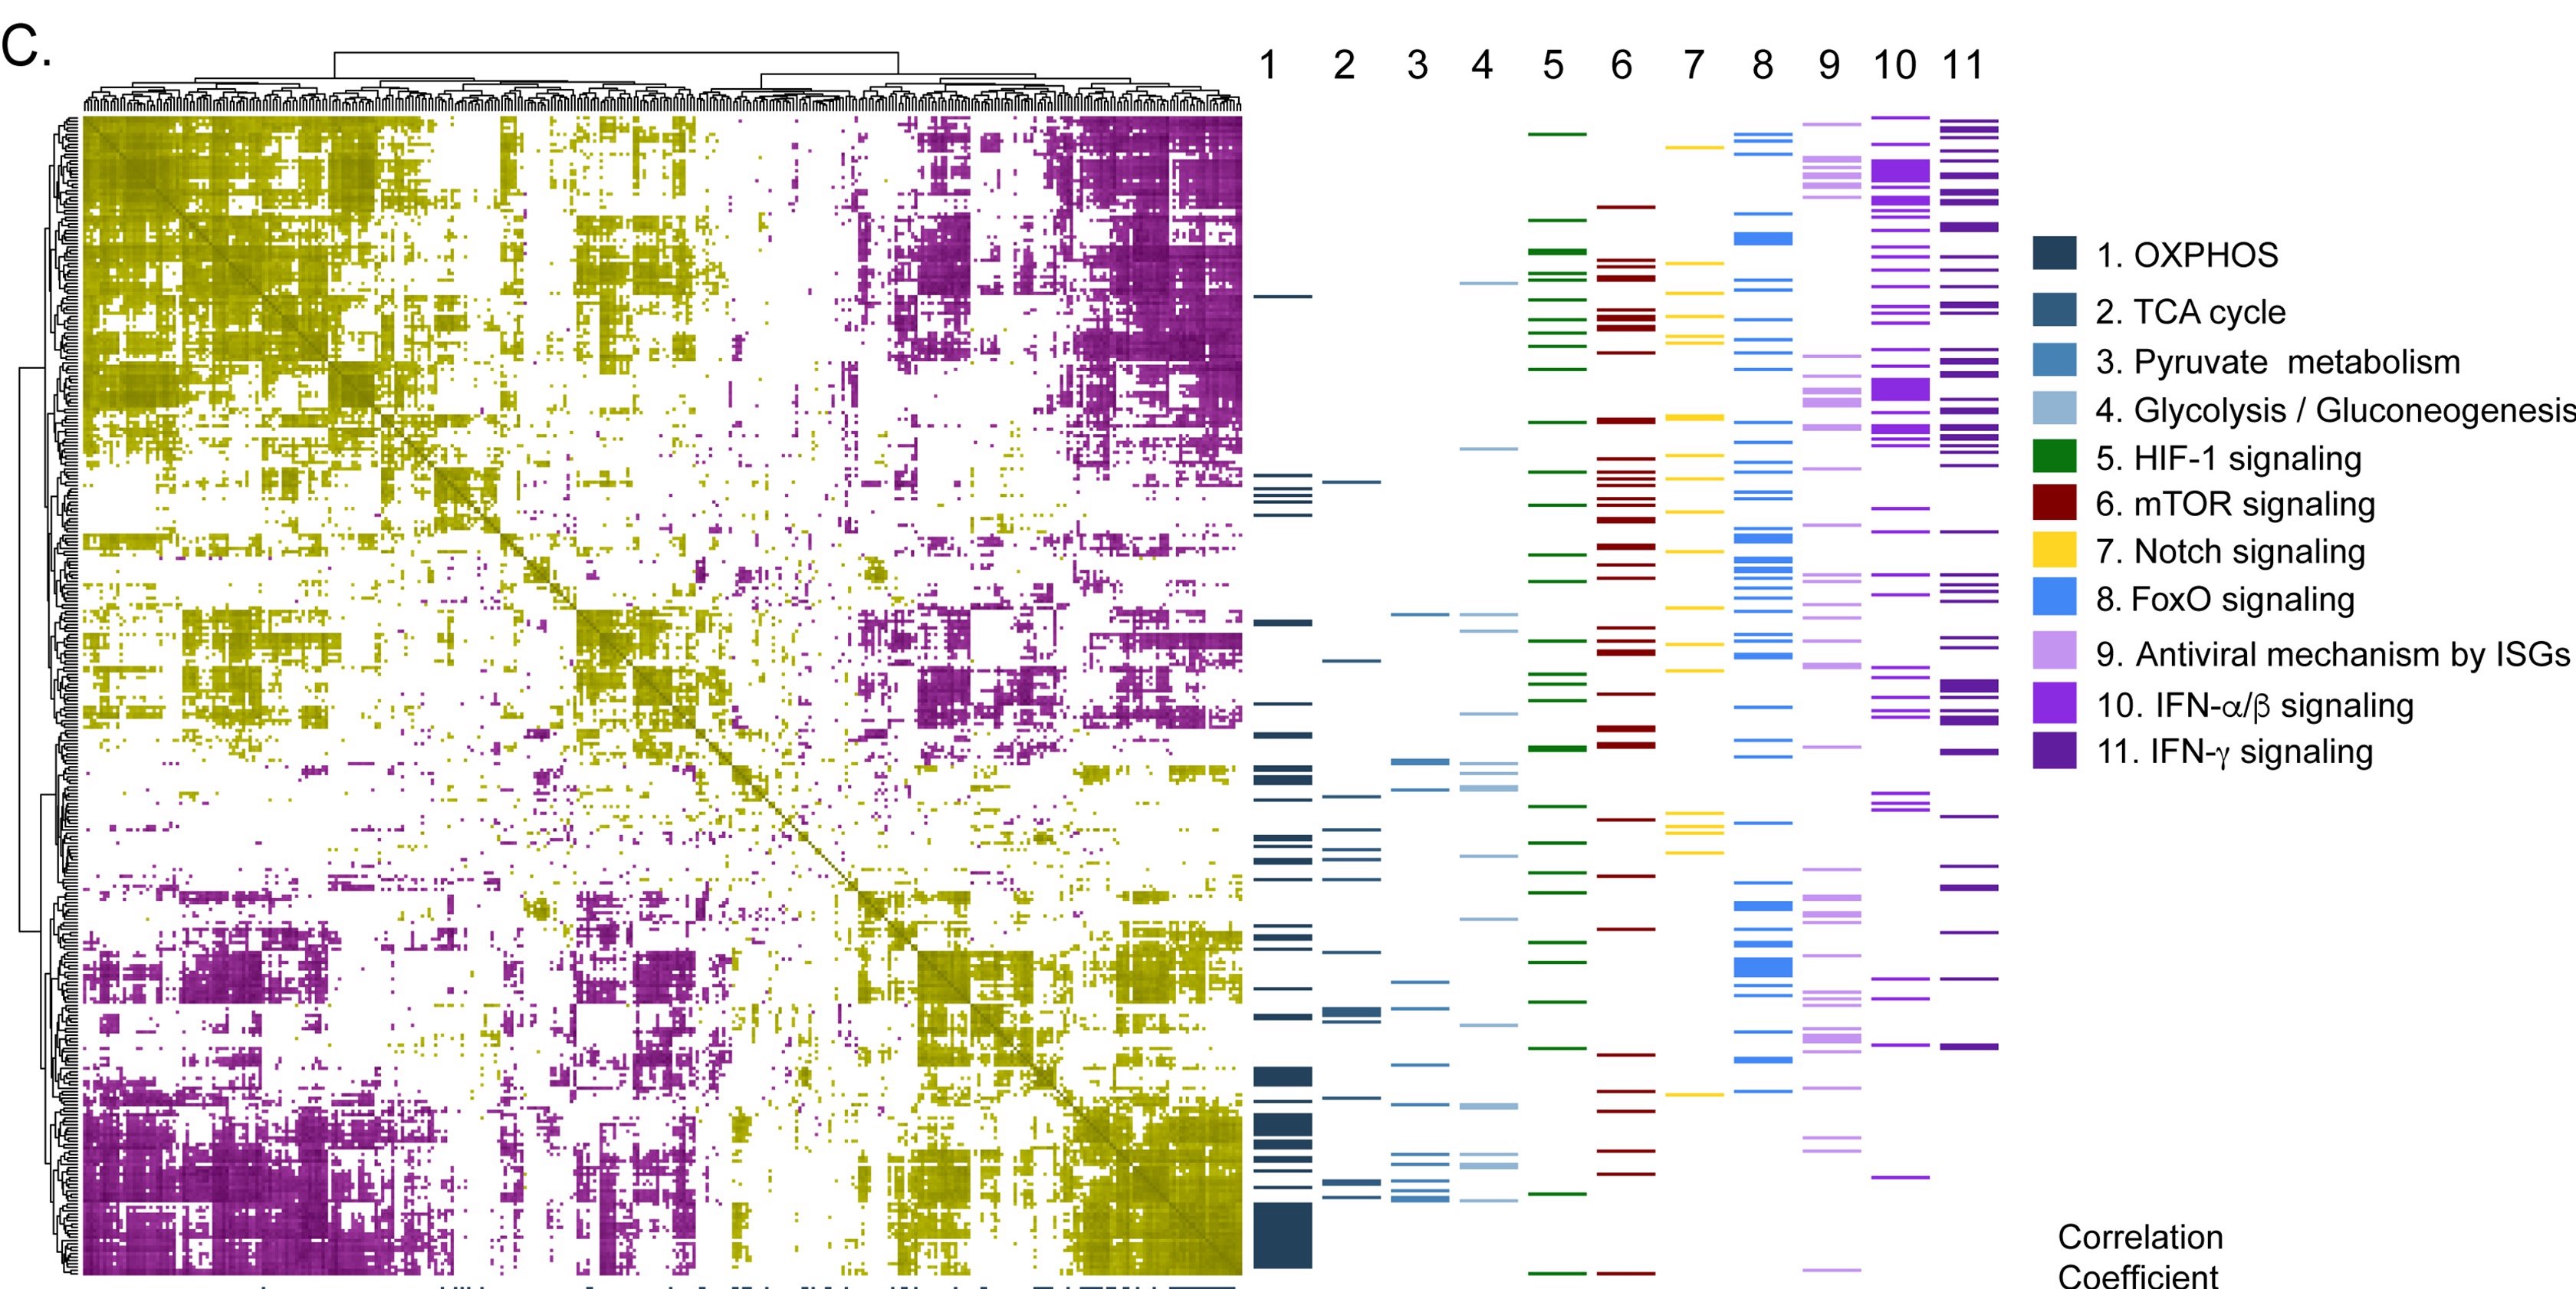 C.
1 2 3 4 5 6 7 8 9 10 11
1. OXPHOS
2. TCA cycle
3. Pyruvate metabolism
4. Glycolysis / Gluconeogenesis
5. HIF-1 signaling
6. mTOR signaling
7. Notch signaling
8. FoxO signaling
9. Antiviral mechanism by ISGs
10. IFN-α/β signaling
11. IFN-γ signaling
Correlation
Coefficient